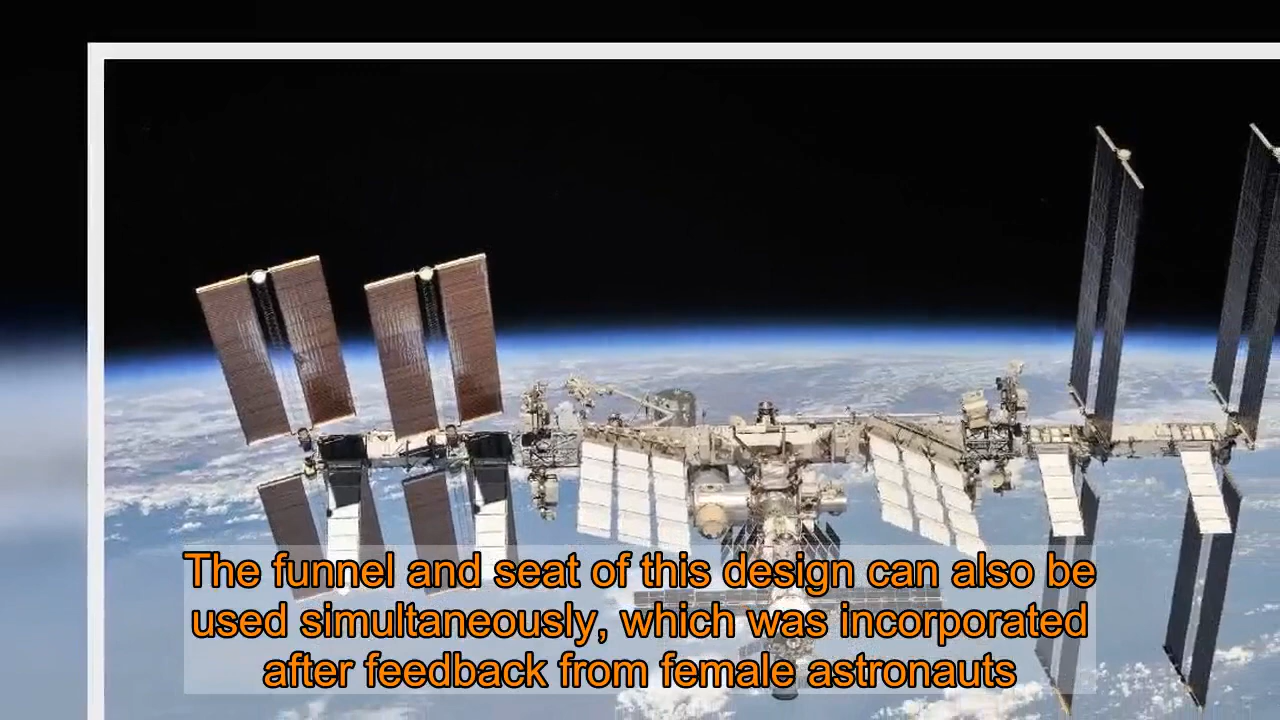 The funnel and seat of this design can also be
used simultaneously, which was incorporated
after feedback from female astronauts